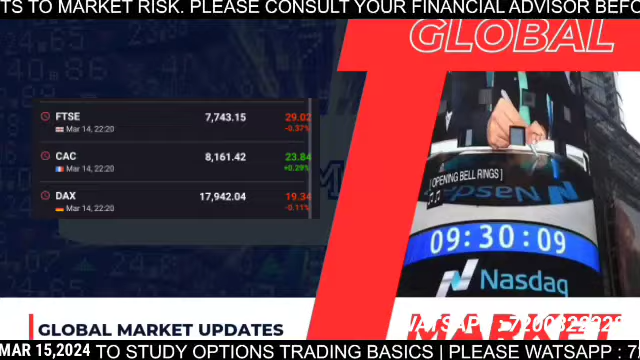 TS TO MARKET RISK. PLEASE CONSULT YOUR FINANCIAL ADVISOR BEFO
GLOBAL
FTSE 7,743.15 29.02
Mar 14, 22:20 -0.37%
CAC 8,161.42 23.84
Mar 14, 22:20 +0.29%
DAX 17,942.04 19.34
Mar 14, 22:20 -0.11%
[ OPENING BELL RINGS ]
09:30:09
Nasdaq
GLOBAL MARKET UPDATES
MARKET
MAR 15,2024 TO STUDY OPTIONS TRADING BASICS | PLEASE WATSAPP : 7